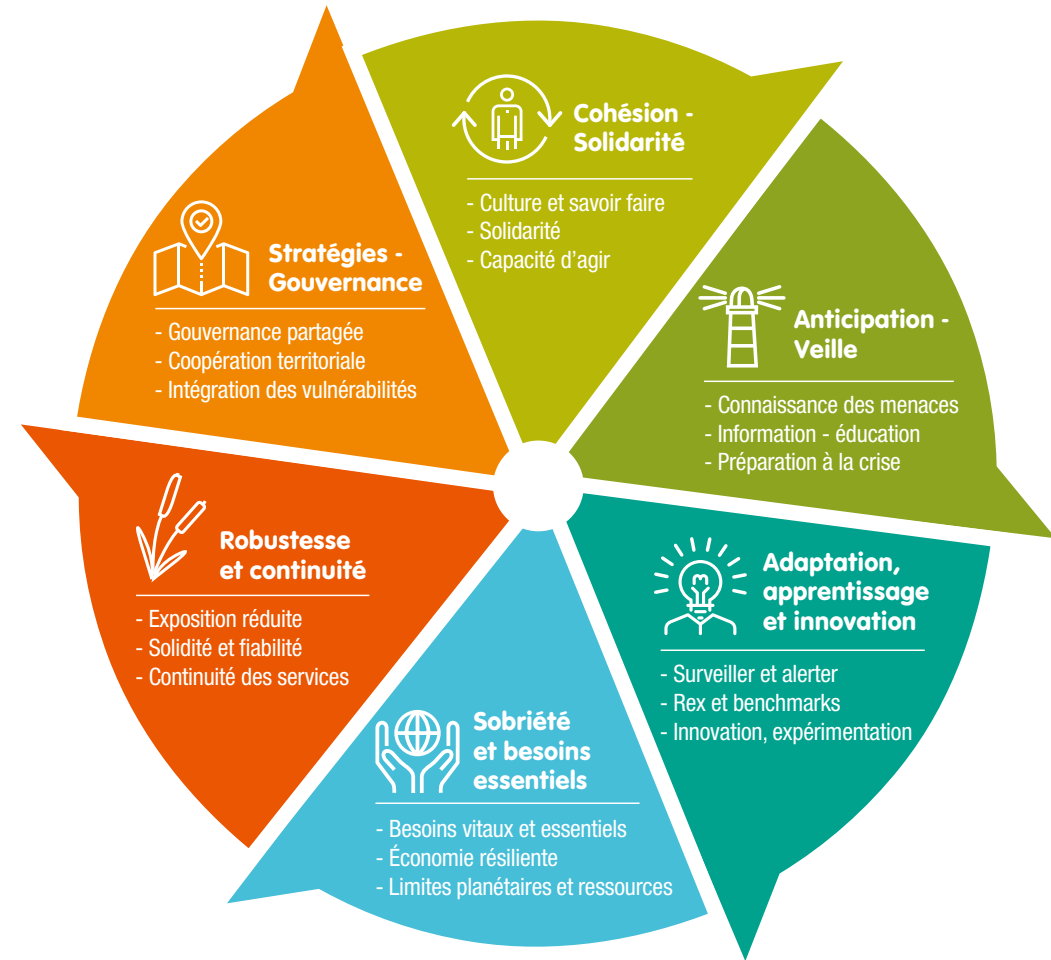 Cohésion -
Solidarité
- Culture et savoir faire
- Solidarité
- Capacité d'agir
Anticipation -
Veille
- Connaissance des menaces
- Information - éducation
- Préparation à la crise
Adaptation,
apprentissage
et innovation
- Surveiller et alerter
- Rex et benchmarks
- Innovation, expérimentation
Sobriété
et besoins
essentiels
- Besoins vitaux et essentiels
- Économie résiliente
- Limites planétaires et ressources
Robustesse
et continuité
- Exposition réduite
- Solidité et fiabilité
- Continuité des services
Stratégies -
Gouvernance
- Gouvernance partagée
- Coopération territoriale
- Intégration des vulnérabilités